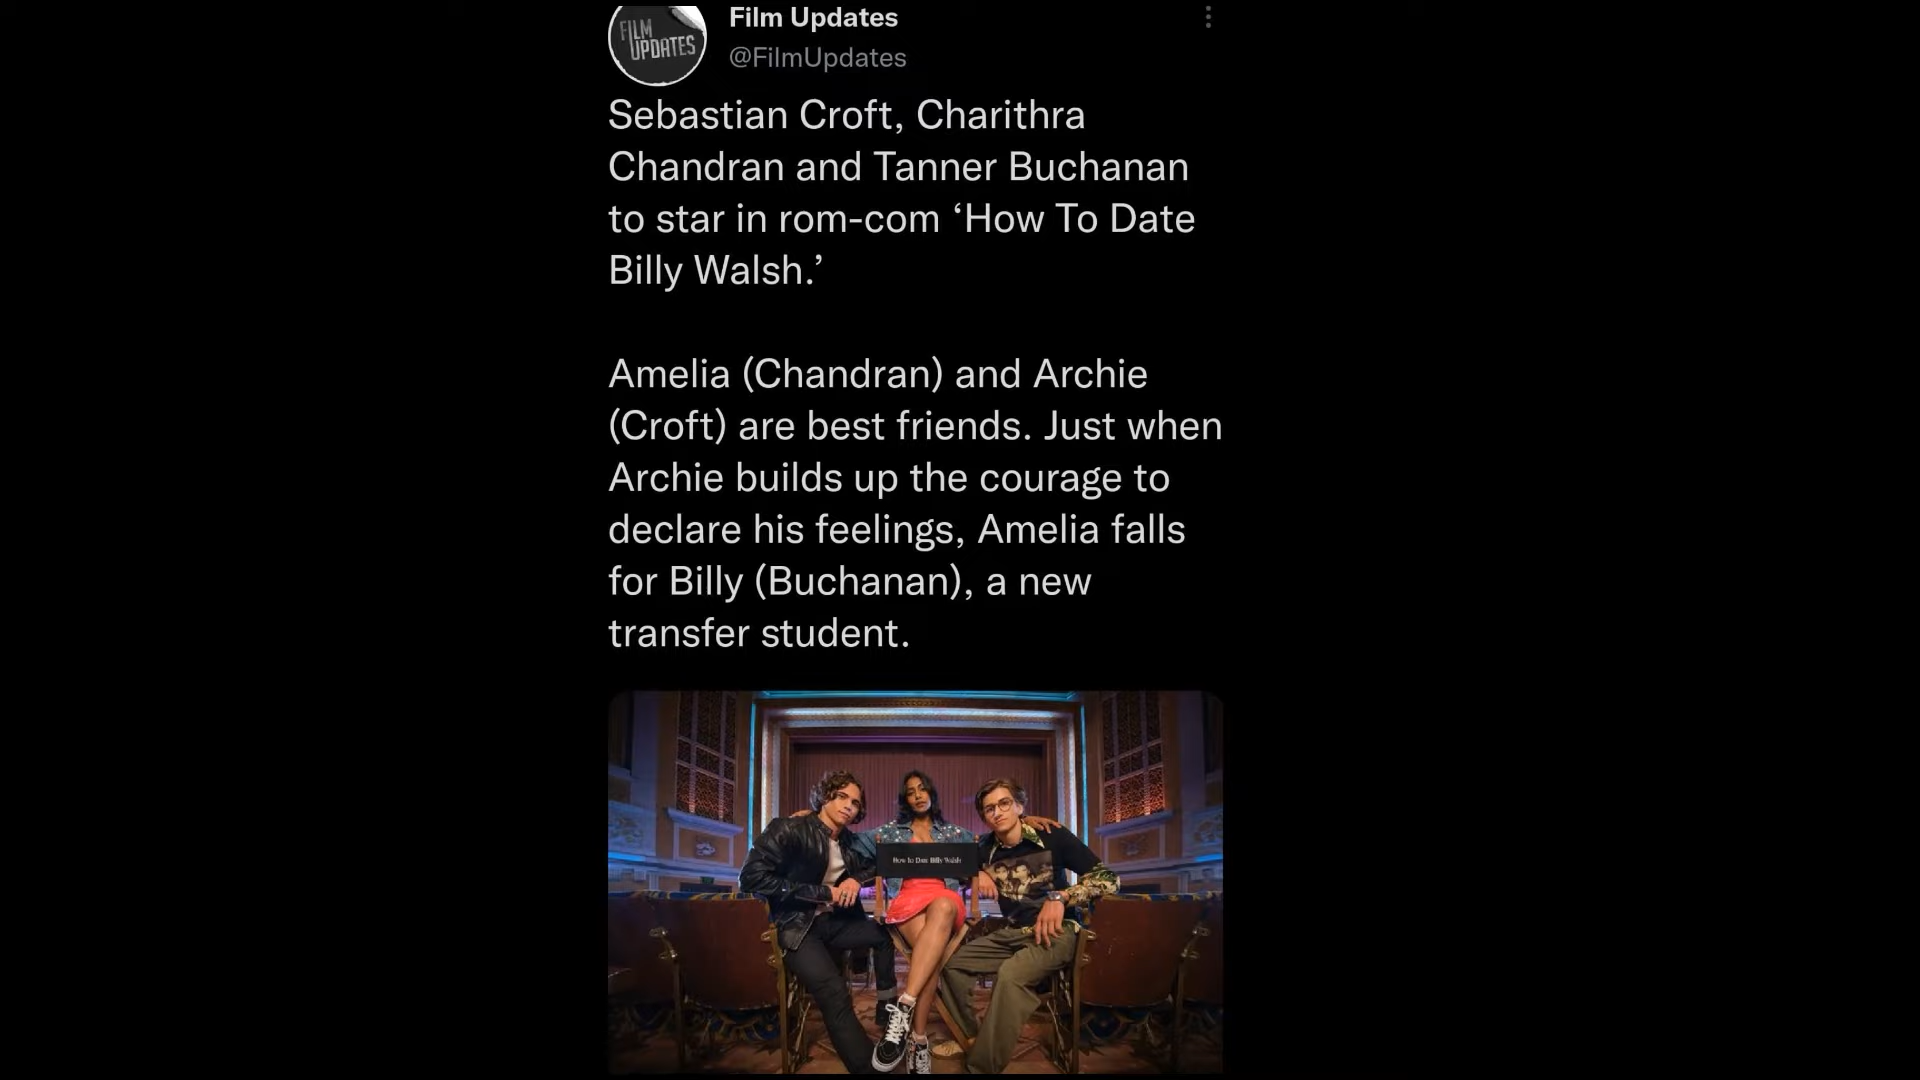 FILM
UPDATES
Film Updates
@FilmUpdates
Sebastian Croft, Charithra
Chandran and Tanner Buchanan
to star in rom-com ‘How To Date
Billy Walsh.’
Amelia (Chandran) and Archie
(Croft) are best friends. Just when
Archie builds up the courage to
declare his feelings, Amelia falls
for Billy (Buchanan), a new
transfer student.
How to Date Billy Walsh